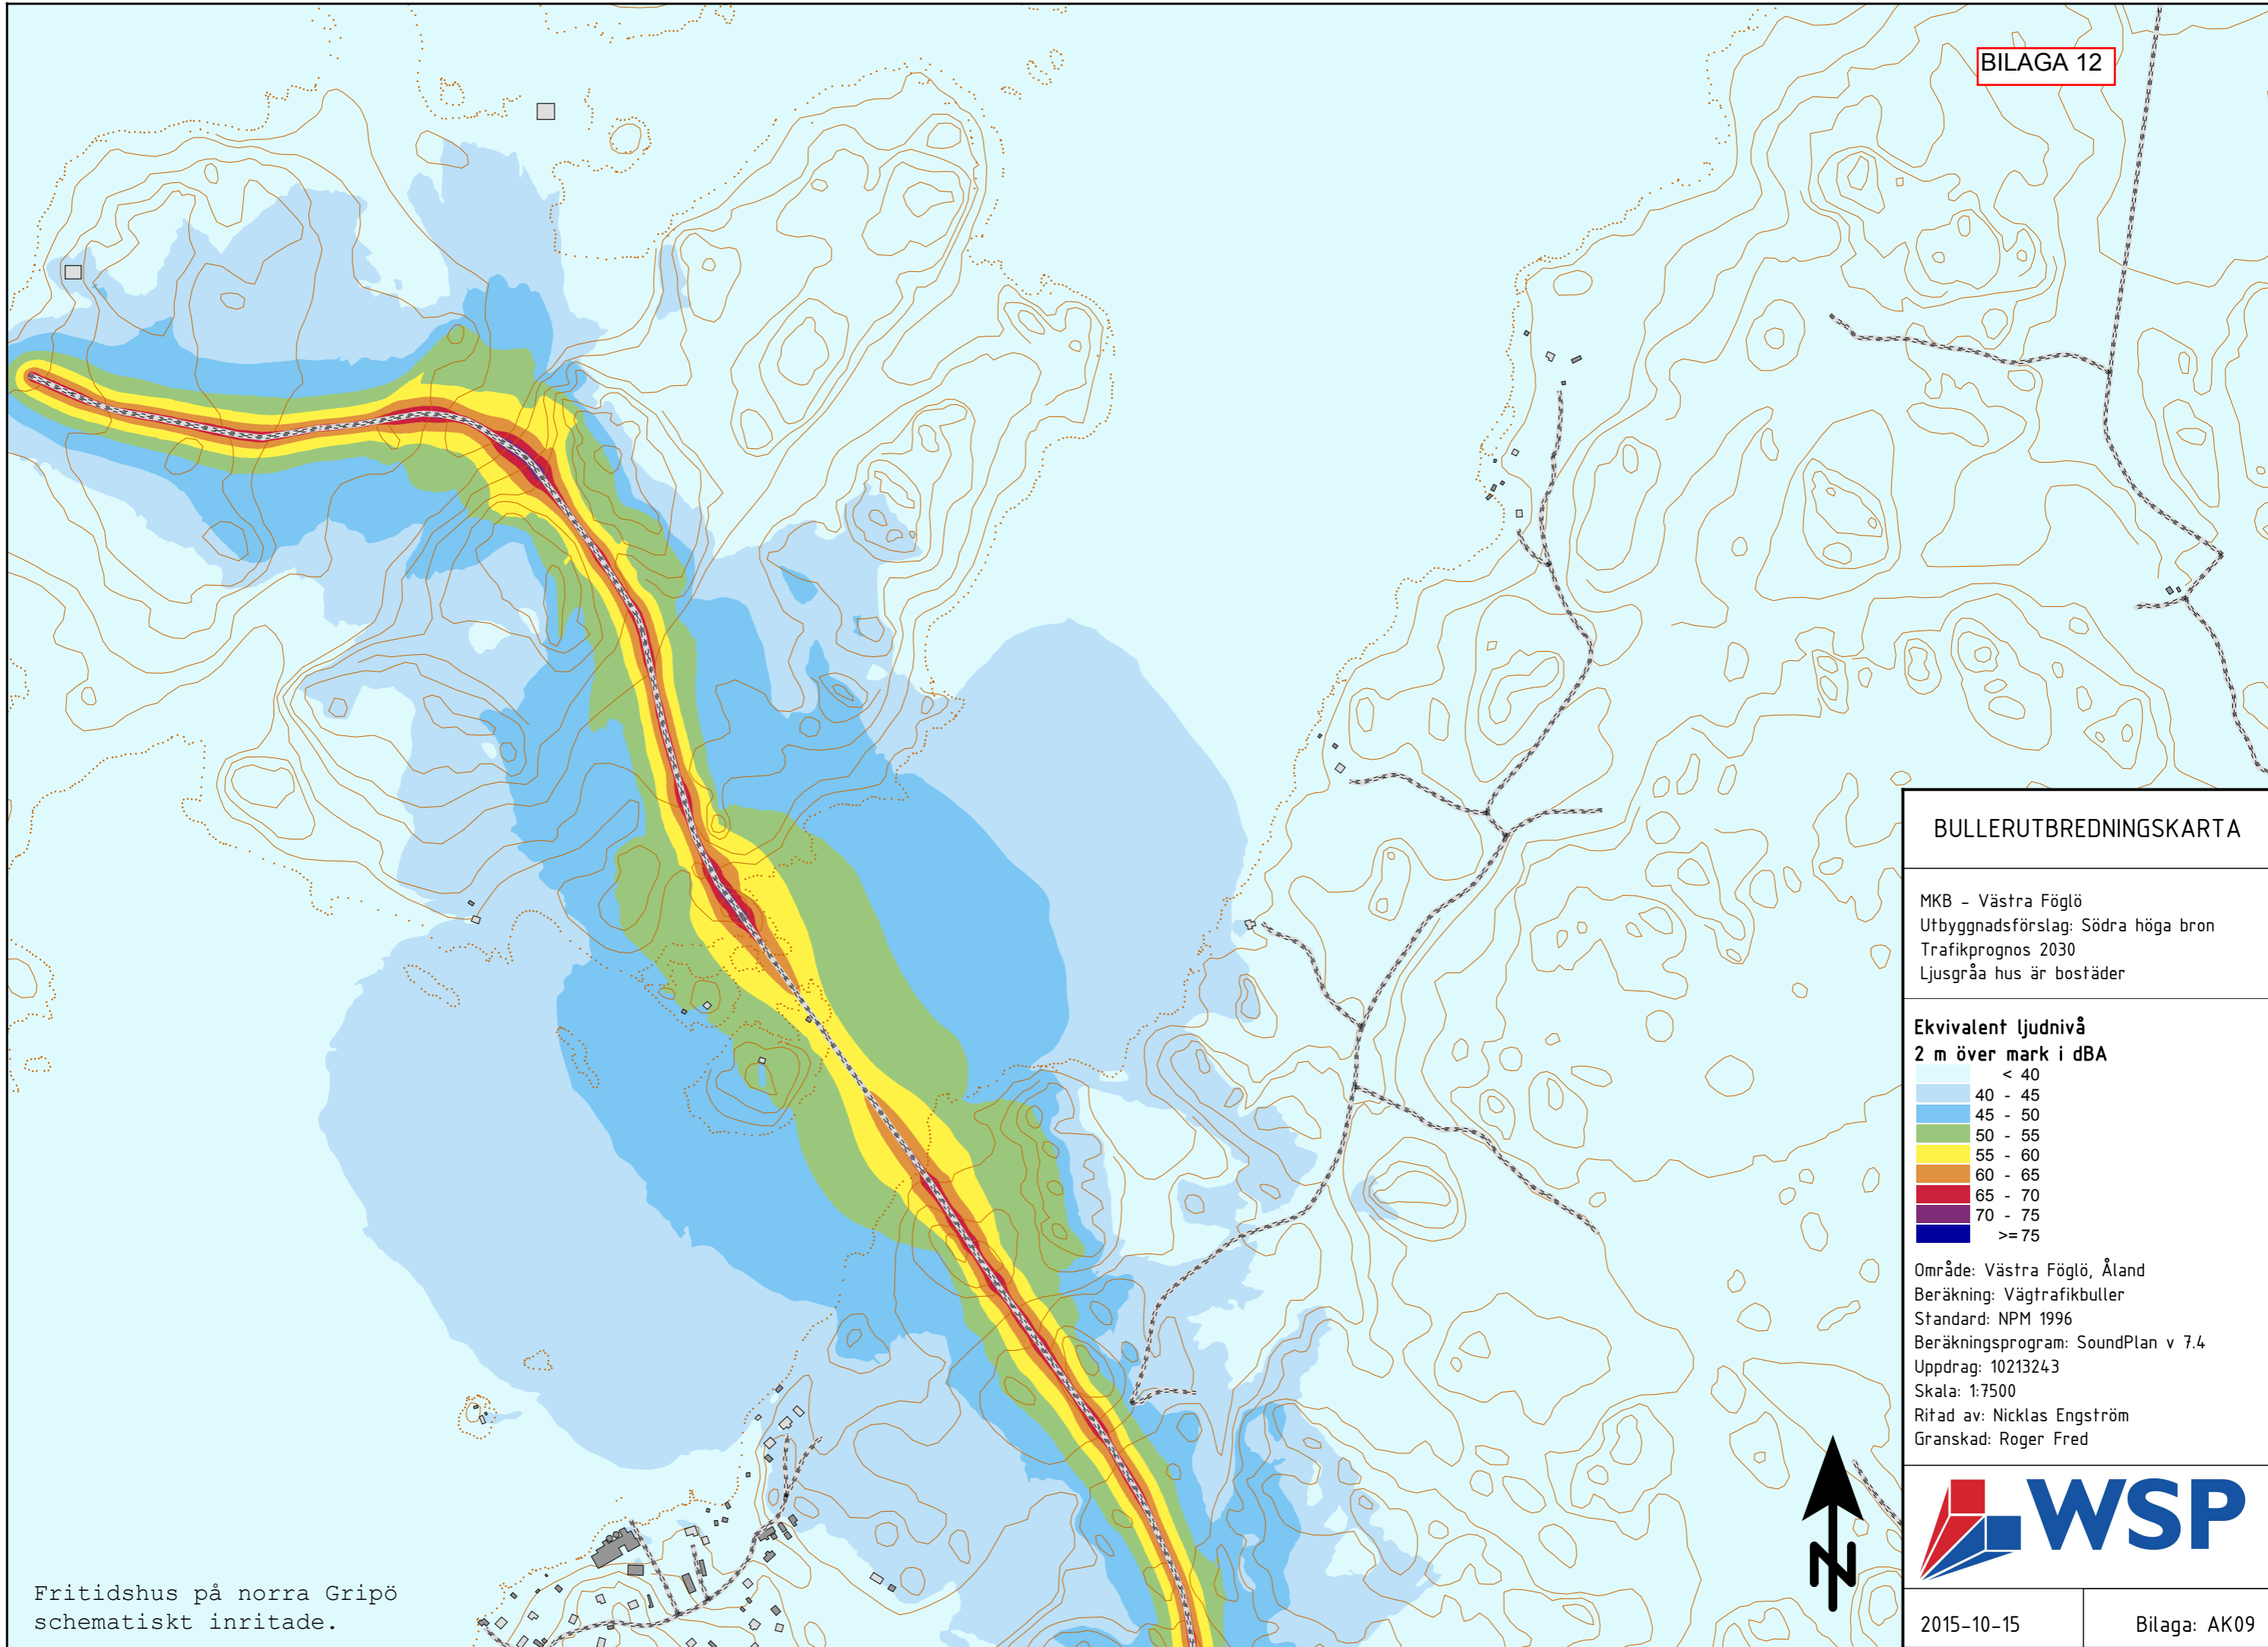 BILAGA 12
BULLERUTBREDNINGSKARTA
MKB - Västra Föglö
Utbyggnadsförslag: Södra höga bron
Trafikprognos 2030
Ljusgråa hus är bostäder
Ekvivalent ljudnivå
2 m över mark i dBA
< 40
40 - 45
45 - 50
50 - 55
55 - 60
60 - 65
65 - 70
70 - 75
>= 75
Område: Västra Föglö, Åland
Beräkning: Vägtrafikbuller
Standard: NPM 1996
Beräkningsprogram: SoundPlan v 7.4
Uppdrag: 10213243
Skala: 1:7500
Ritad av: Nicklas Engström
Granskad: Roger Fred
N
WSP
2015-10-15
Bilaga: AK09
Fritidshus på norra Gripö
schematiskt inritade.